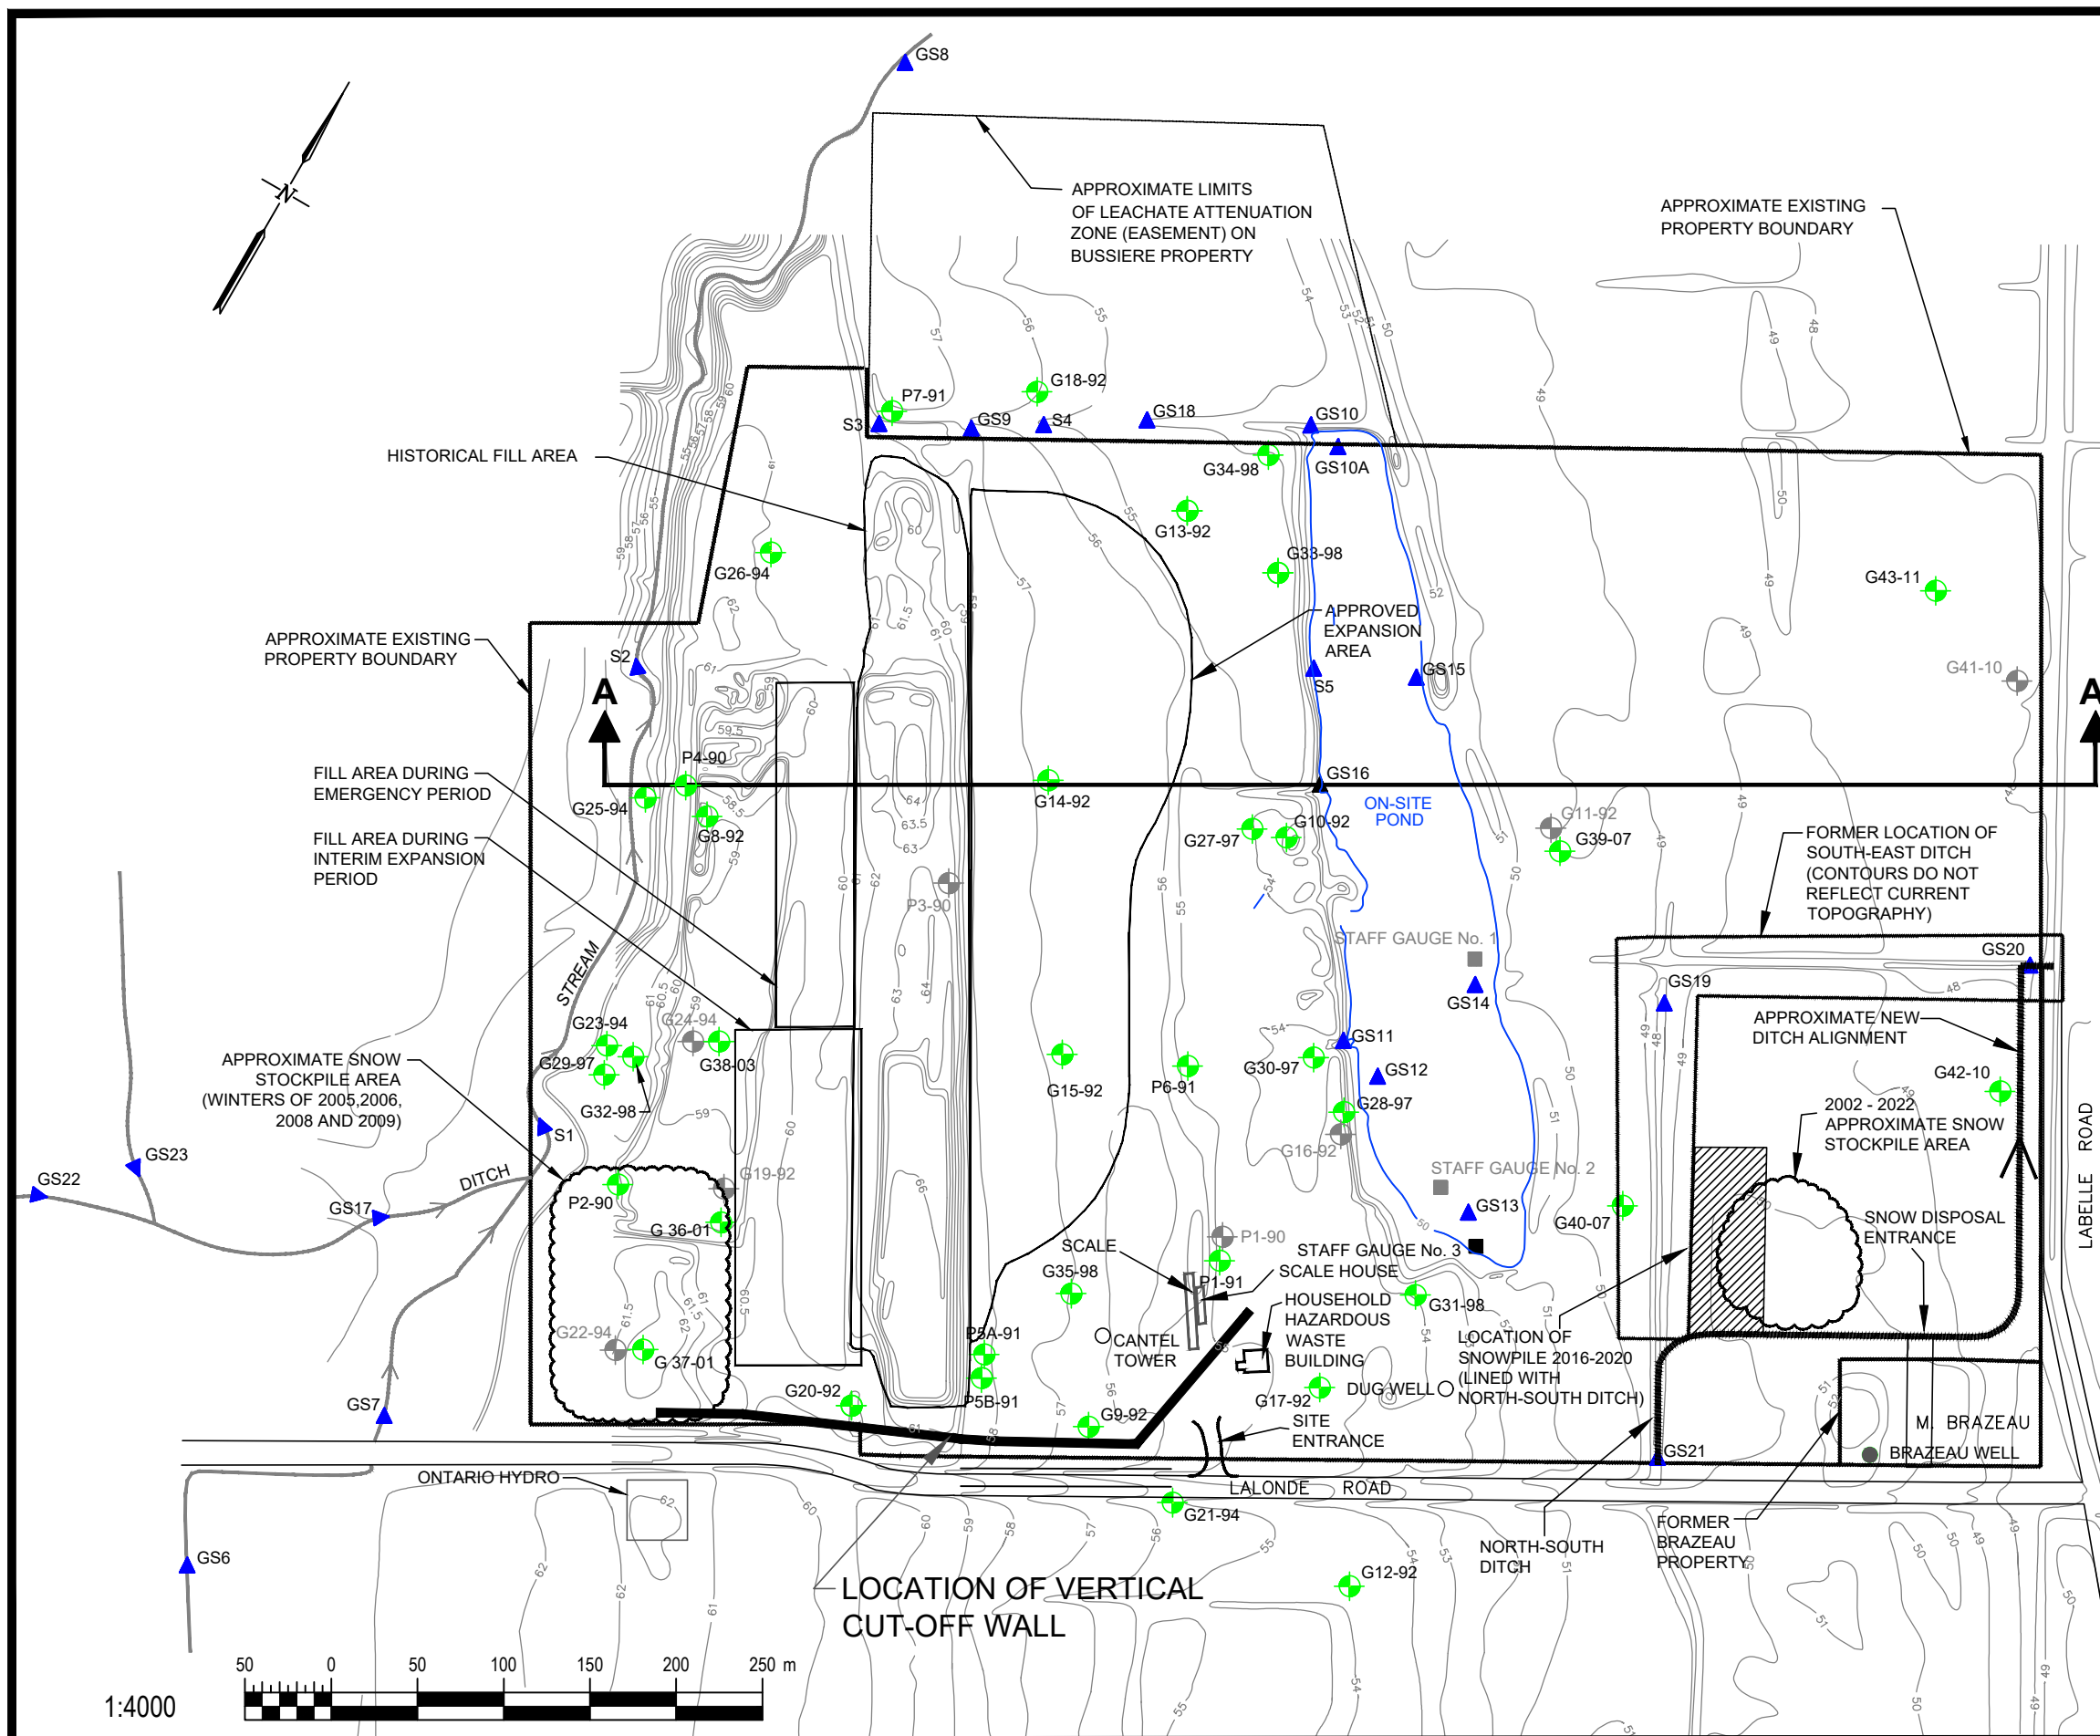 GS8
N
APPROXIMATE LIMITS
OF LEACHATE ATTENUATION
ZONE (EASEMENT) ON
BUSSIERE PROPERTY
APPROXIMATE EXISTING
PROPERTY BOUNDARY
P7-91
G18-92
S3
GS9
S4
GS18
GS10
GS10A
G34-98
HISTORICAL FILL AREA
G13-92
G33-98
G26-94
G43-11
APPROVED
EXPANSION
AREA
APPROXIMATE EXISTING
PROPERTY BOUNDARY
S2
S5
GS15
G41-10
A
A
P4-90
GS16
FILL AREA DURING
EMERGENCY PERIOD
G25-94
G14-92
ON-SITE
POND
G8-92
G27-97
G10-92
G11-92
G39-07
FILL AREA DURING
INTERIM EXPANSION
PERIOD
FORMER LOCATION OF
SOUTH-EAST DITCH
(CONTOURS DO NOT
REFLECT CURRENT
TOPOGRAPHY)
P3-90
STAFF GAUGE No. 1
GS14
GS20
GS19
STREAM
G23-94
G24-94
G29-97
G38-03
G32-98
G15-92
P6-91
G30-97
GS11
GS12
G28-97
G16-92
APPROXIMATE NEW
DITCH ALIGNMENT
G42-10
APPROXIMATE SNOW
STOCKPILE AREA
(WINTERS OF 2005,2006,
2008 AND 2009)
2002 - 2022
APPROXIMATE SNOW
STOCKPILE AREA
LABELLE ROAD
S1
GS23
GS22
DITCH
GS17
P2-90
G19-92
G 36-01
STAFF GAUGE No. 2
GS13
G40-07
SNOW DISPOSAL
ENTRANCE
P1-90
SCALE
STAFF GAUGE No. 3
SCALE HOUSE
P1-91
G35-98
G31-98
HOUSEHOLD
HAZARDOUS
WASTE
BUILDING
CANTEL
TOWER
G22-94
G 37-01
P5A-91
P5B-91
LOCATION OF
SNOWPILE 2016-2020
(LINED WITH
NORTH-SOUTH DITCH)
DUG WELL
G17-92
G20-92
G9-92
GS7
SITE
ENTRANCE
M. BRAZEAU
BRAZEAU WELL
GS21
ONTARIO HYDRO
LALONDE ROAD
G21-94
NORTH-SOUTH
DITCH
FORMER
BRAZEAU
PROPERTY
GS6
G12-92
LOCATION OF VERTICAL
CUT-OFF WALL
50 0 50 100 150 200 250 m
1:4000